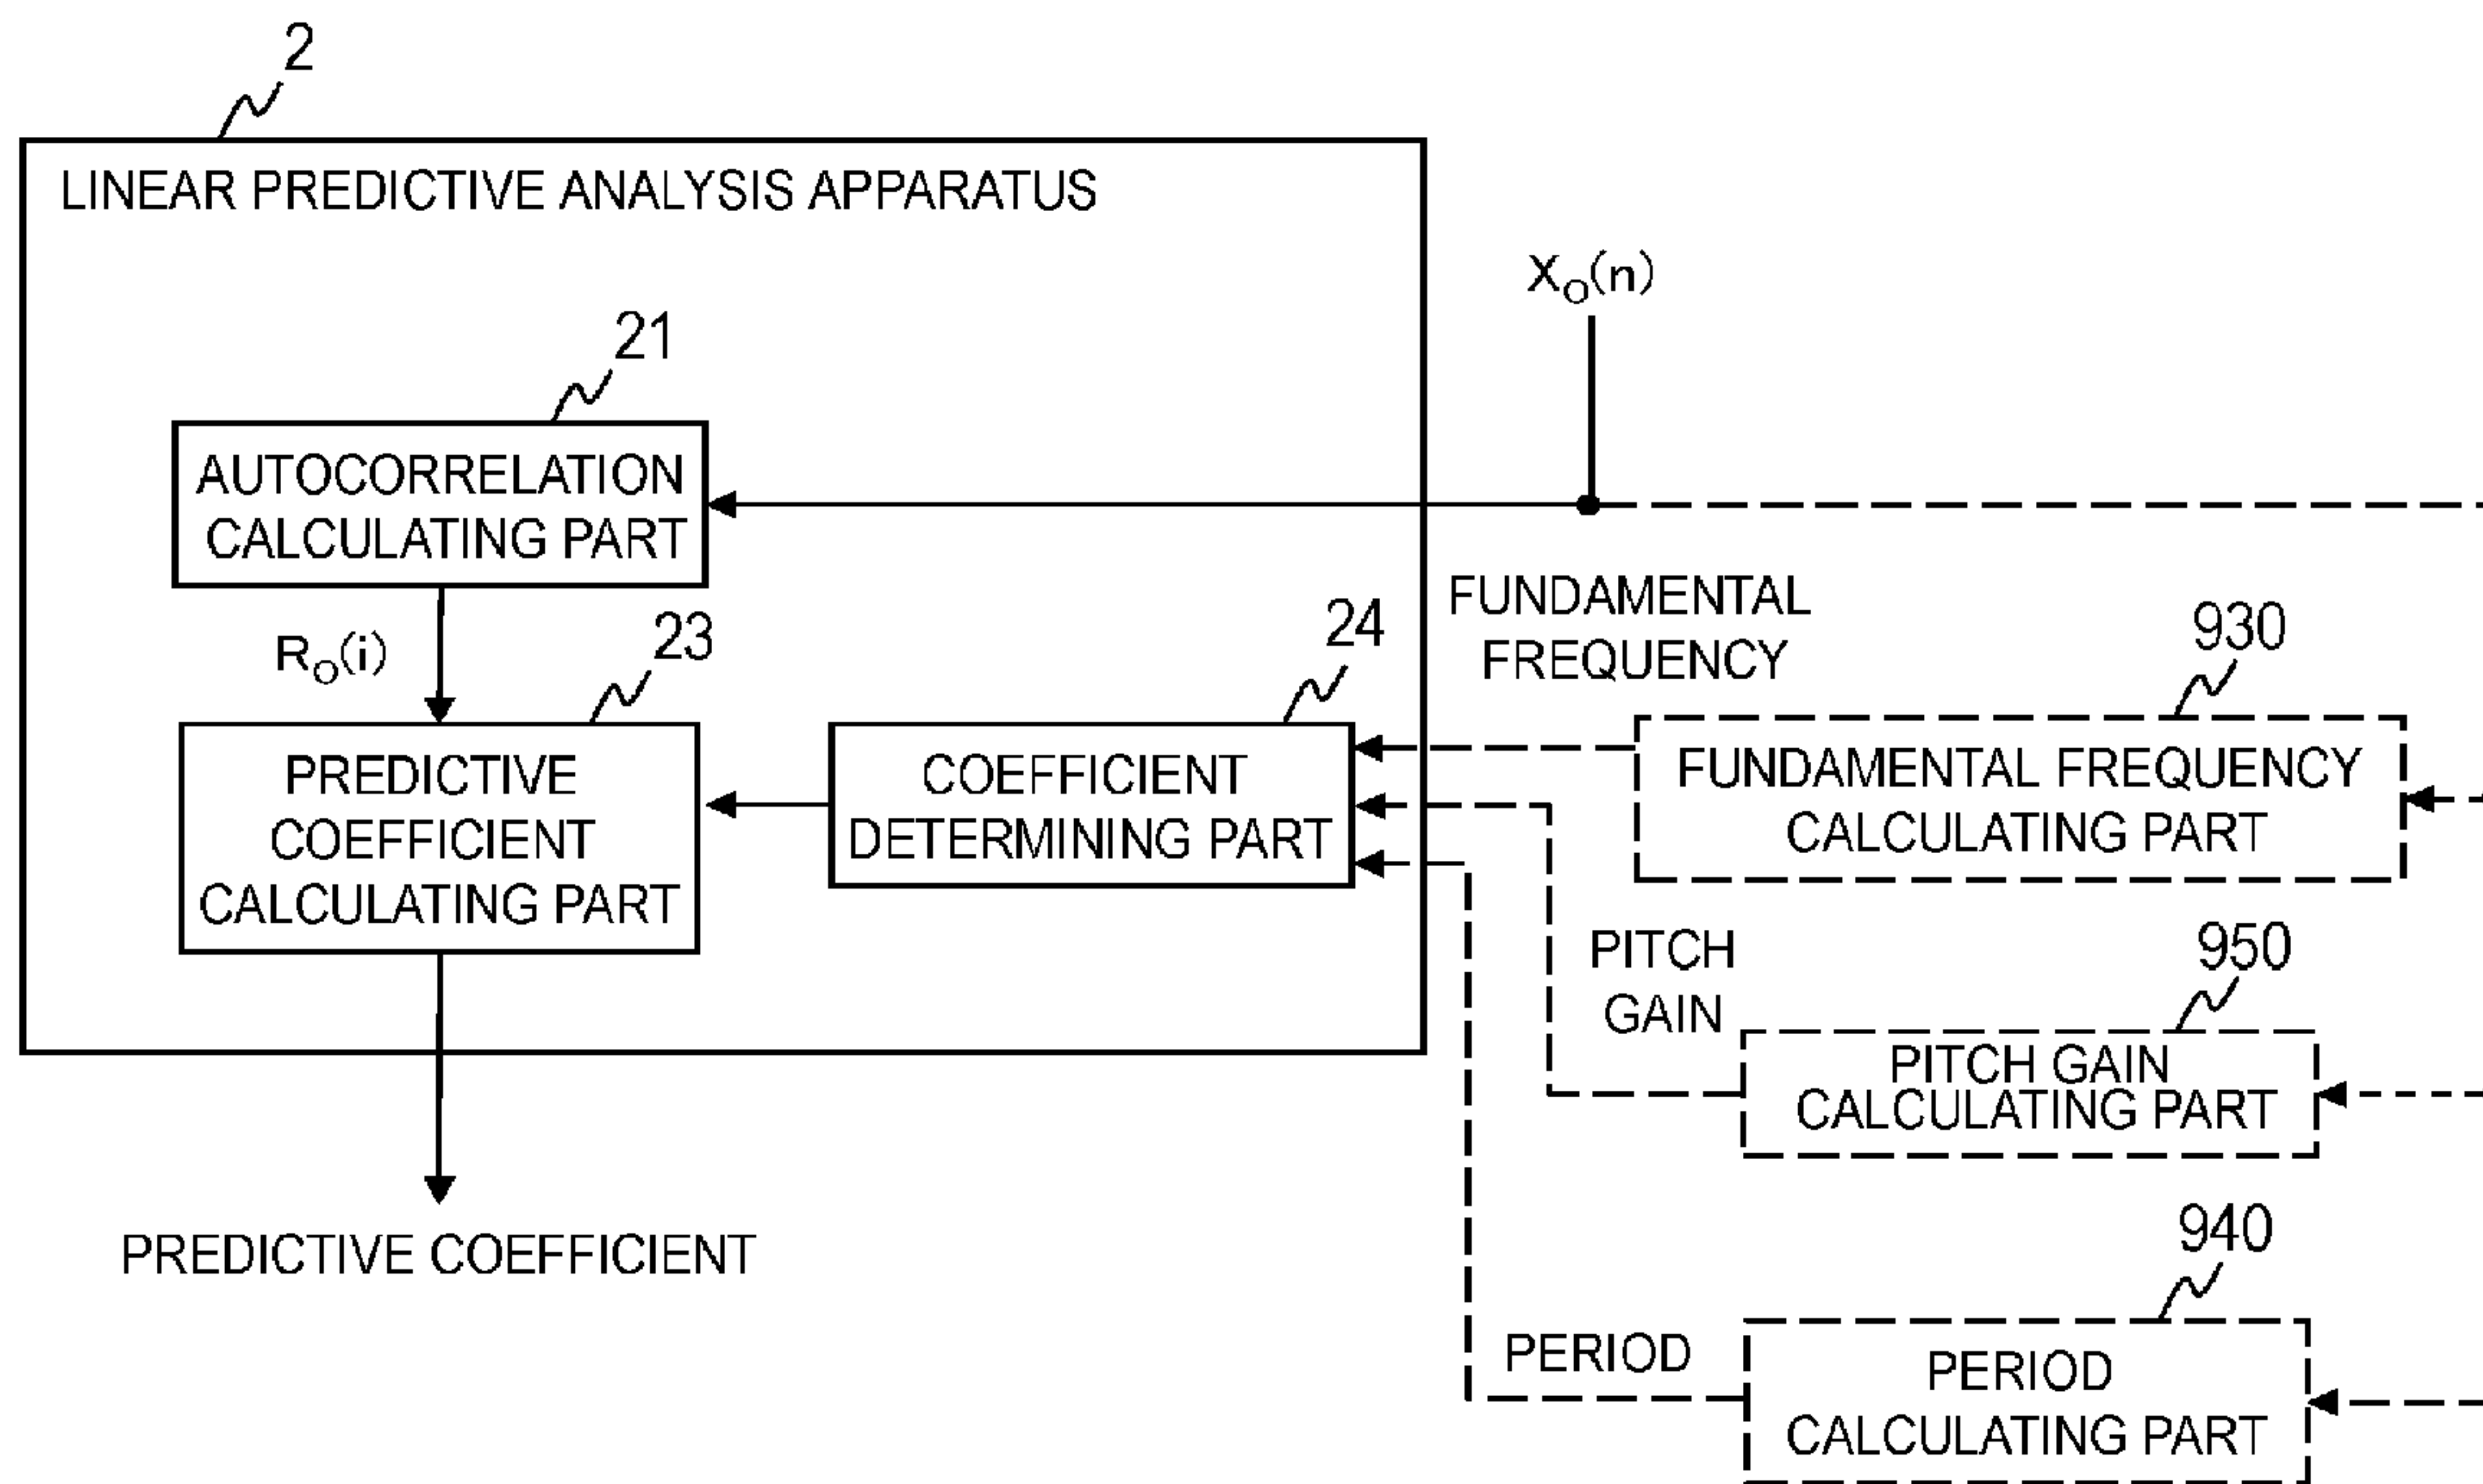 2
LINEAR PREDICTIVE ANALYSIS APPARATUS
XO(n)
21
AUTOCORRELATION
CALCULATING PART
RO(i)
23
24
FUNDAMENTAL
FREQUENCY
930
PREDICTIVE
COEFFICIENT
CALCULATING PART
COEFFICIENT
DETERMINING PART
FUNDAMENTAL FREQUENCY
CALCULATING PART
PITCH
GAIN
950
PITCH GAIN
CALCULATING PART
PREDICTIVE COEFFICIENT
940
PERIOD
PERIOD
CALCULATING PART